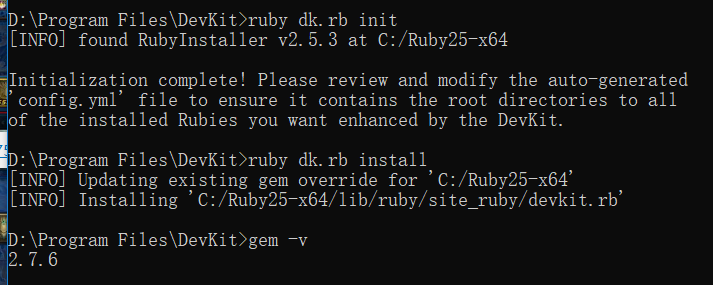 D:\Program Files\DevKit>ruby dk.rb init
[INFO] found RubyInstaller v2.5.3 at C:/Ruby25-x64
Initialization complete! Please review and modify the auto-generated
'config.yml' file to ensure it contains the root directories to all
of the installed Rubies you want enhanced by the DevKit.
D:\Program Files\DevKit>ruby dk.rb install
[INFO] Updating existing gem override for 'C:/Ruby25-x64'
[INFO] Installing 'C:/Ruby25-x64/lib/ruby/site_ruby/devkit.rb'
D:\Program Files\DevKit>gem -v
2.7.6